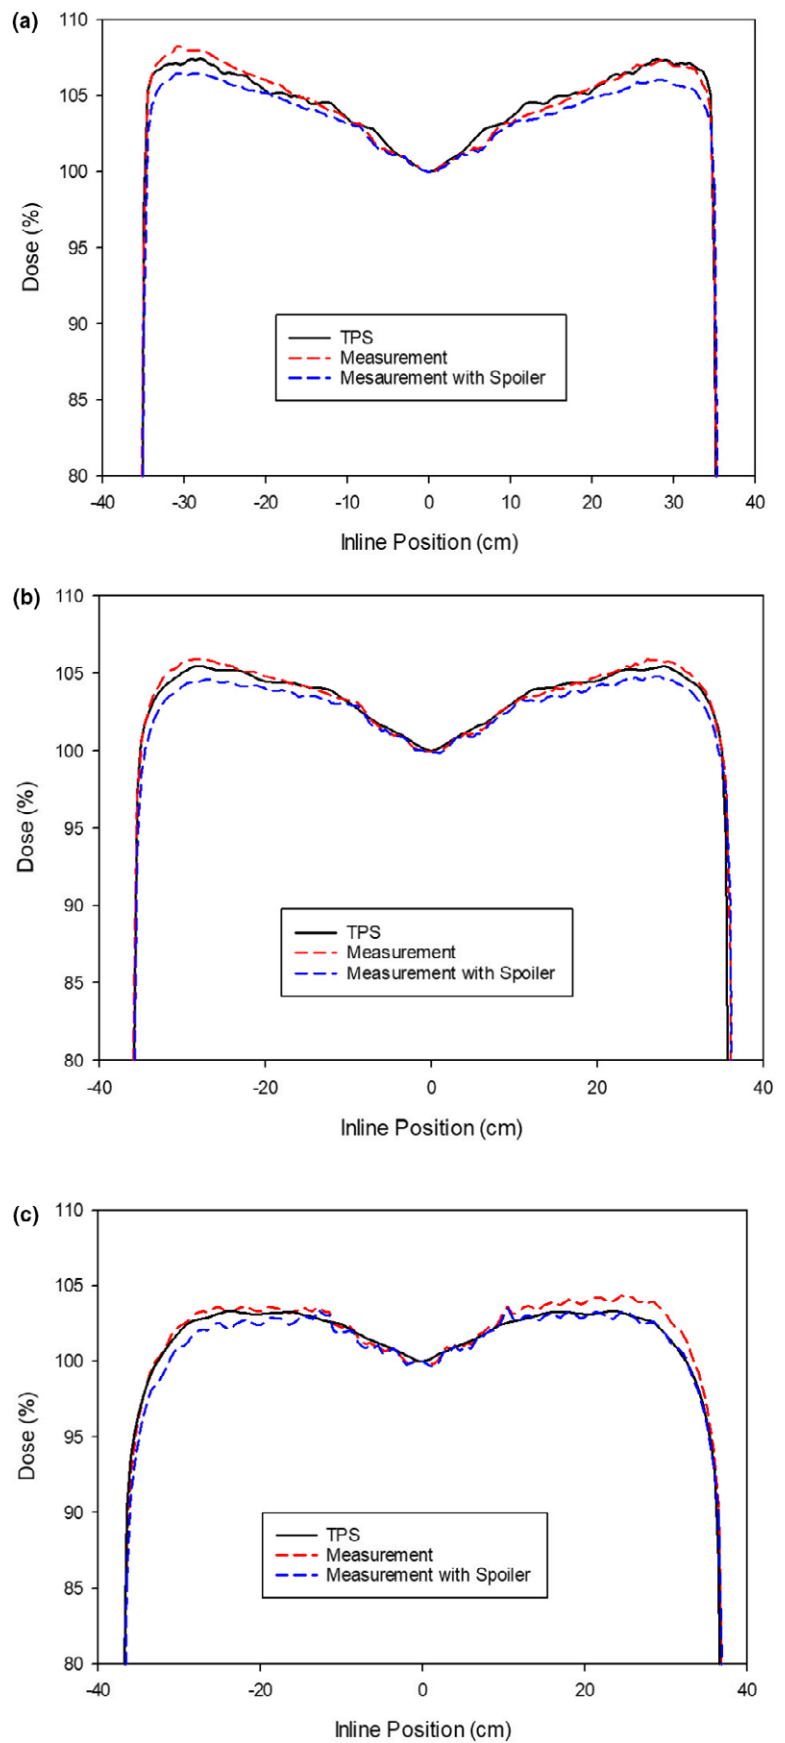 (a)
110
105
100
95
90
85
80
Dose (%)
TPS
Measurement
Mesaurement with Spoiler
-40 -30 -20 -10 0 10 20 30 40
Inline Position (cm)
(b)
110
105
100
95
90
85
80
Dose (%)
TPS
Measurement
Measurement with Spoiler
-40 -20 0 20 40
Inline Position (cm)
(c)
110
105
100
95
90
85
80
Dose (%)
TPS
Measurement
Measurement with Spoiler
-40 -20 0 20 40
Inline Position (cm)